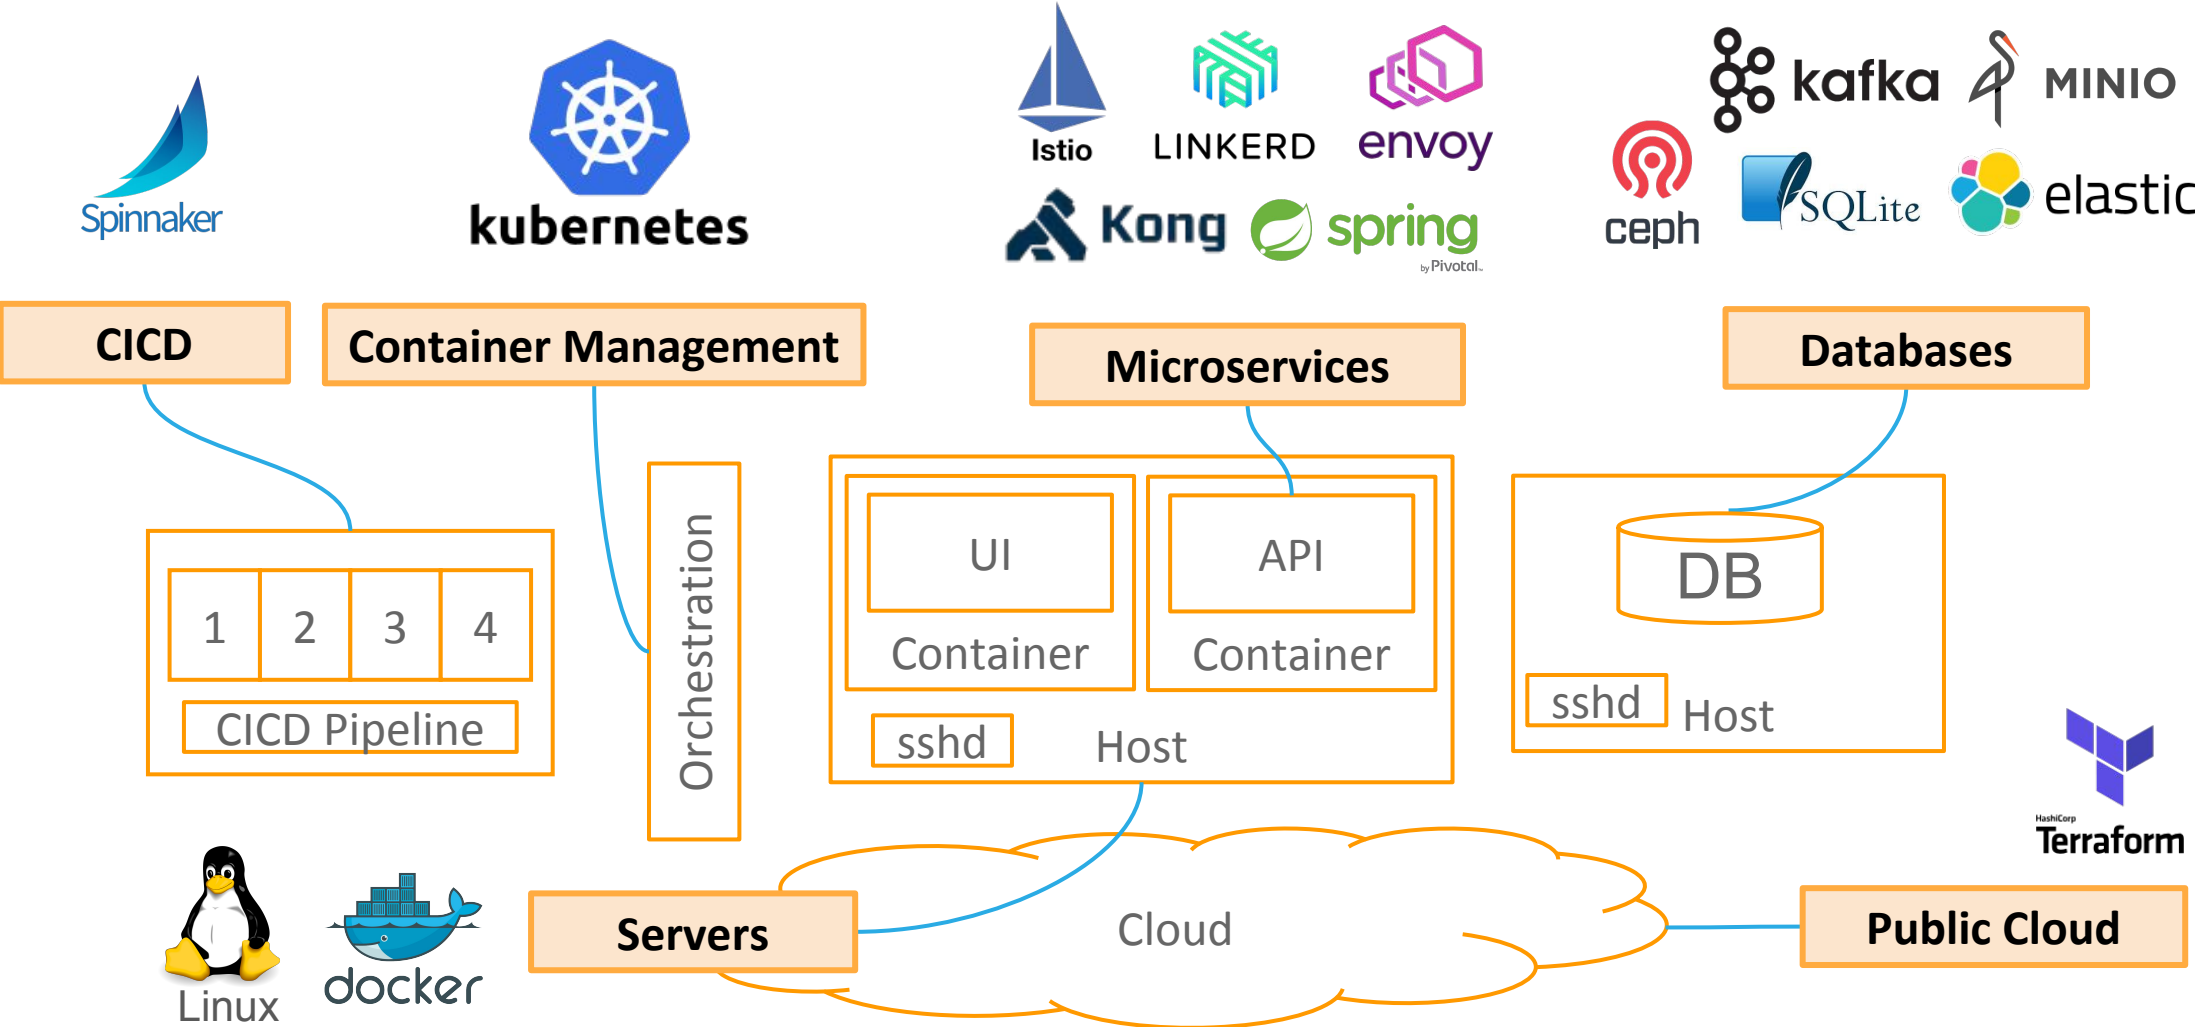 Spinnaker
kubernetes
Istio
LINKERD
envoy
Kong
spring
by Pivotal
kafka
MINIO
ceph
SQLite
elastic
CICD
Container Management
Microservices
Databases
1 2 3 4
CICD Pipeline
Orchestration
UI
Container
API
Container
sshd
Host
DB
sshd
Host
HashiCorp
Terraform
Linux
docker
Servers
Cloud
Public Cloud